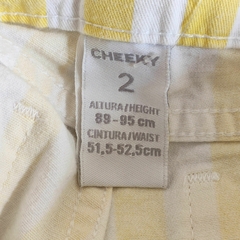 CHEEKY
2
ALTURA/HEIGHT
89-95 cm
CINTURA/WAIST
51,5-52,5cm